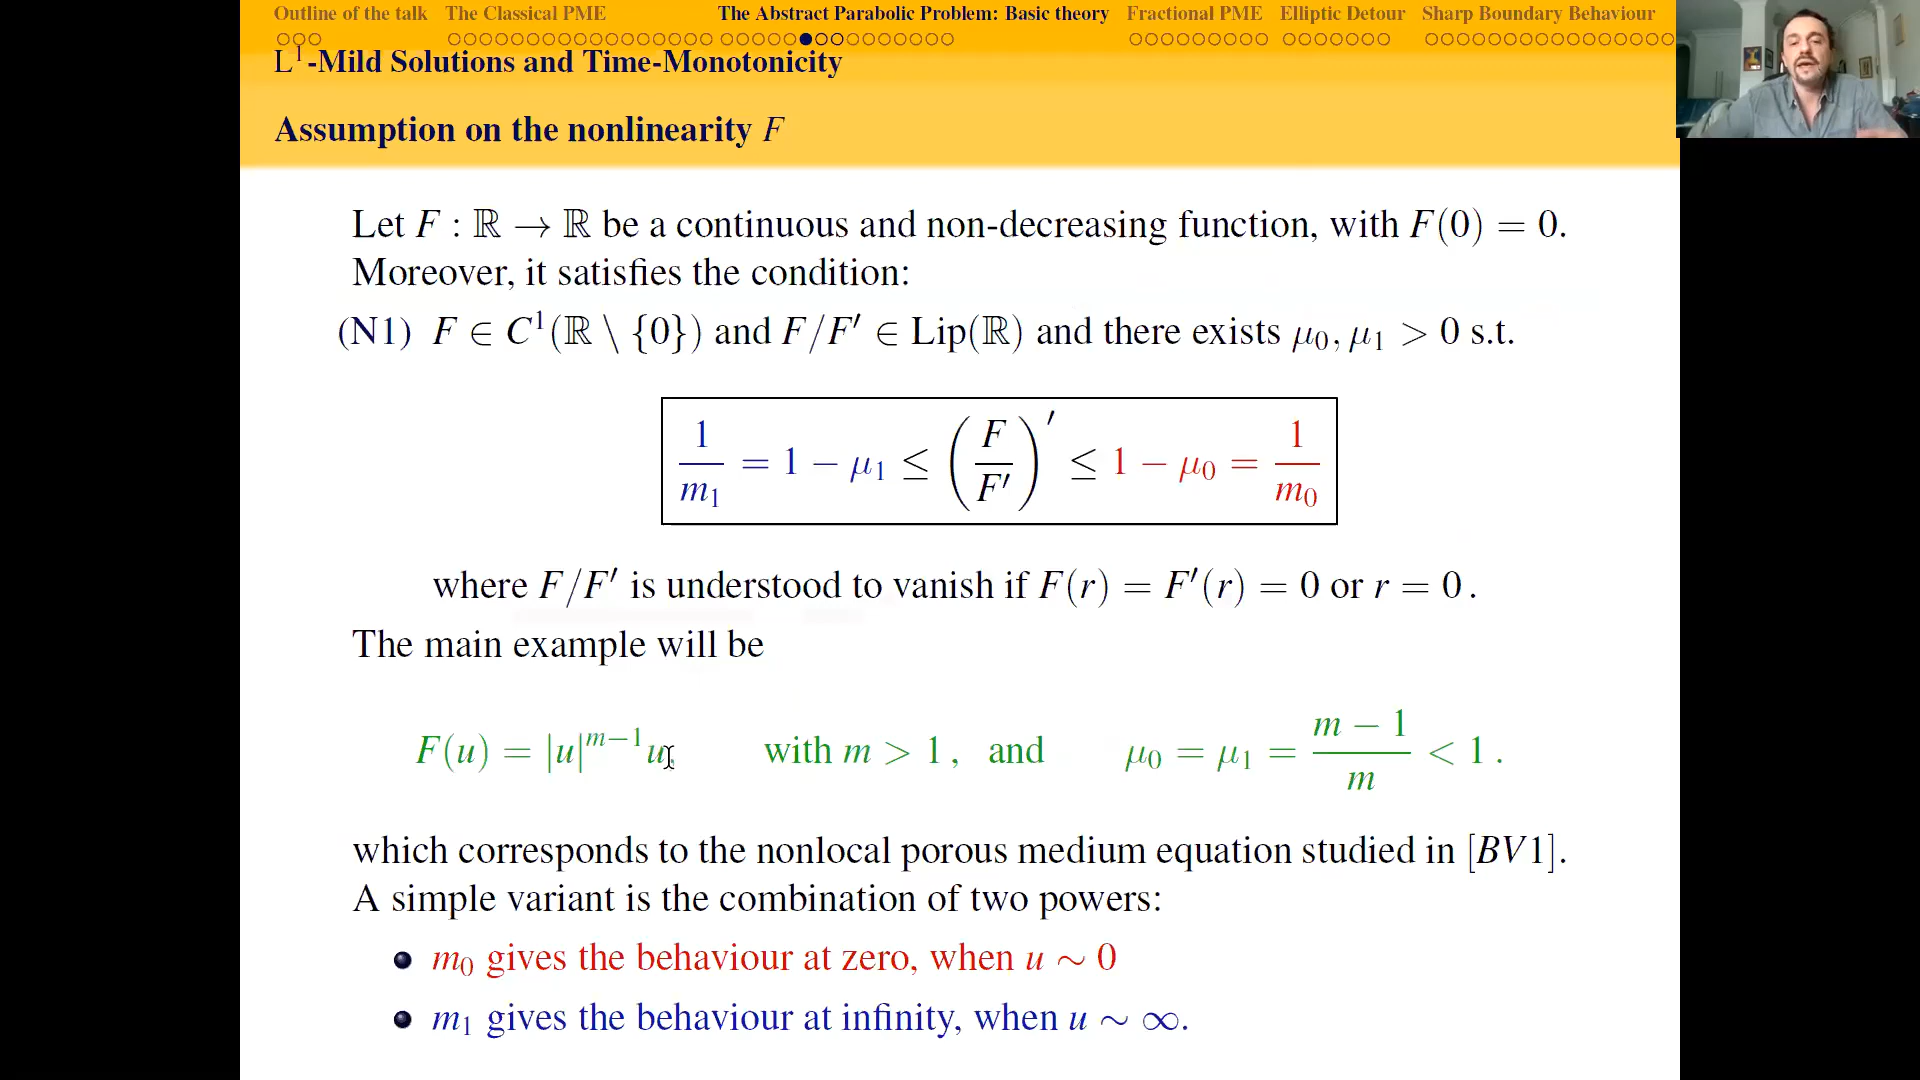 Outline of the talk The Classical PME The Abstract Parabolic Problem: Basic theory Fractional PME Elliptic Detour Sharp Boundary Behaviour
L¹-Mild Solutions and Time-Monotonicity
Assumption on the nonlinearity F
Let F : ℝ → ℝ be a continuous and non-decreasing function, with F(0) = 0.
Moreover, it satisfies the condition:
(N1) F ∈ C¹(ℝ \ {0}) and F/F′ ∈ Lip(ℝ) and there exists μ₀, μ₁ > 0 s.t.
1/m₁ = 1 − μ₁ ≤ (F/F′)′ ≤ 1 − μ₀ = 1/m₀
where F/F′ is understood to vanish if F(r) = F′(r) = 0 or r = 0.
The main example will be
F(u) = |u|^{m−1}u, with m > 1, and μ₀ = μ₁ = (m − 1)/m < 1.
which corresponds to the nonlocal porous medium equation studied in [BV1].
A simple variant is the combination of two powers:
● m₀ gives the behaviour at zero, when u ∼ 0
● m₁ gives the behaviour at infinity, when u ∼ ∞.